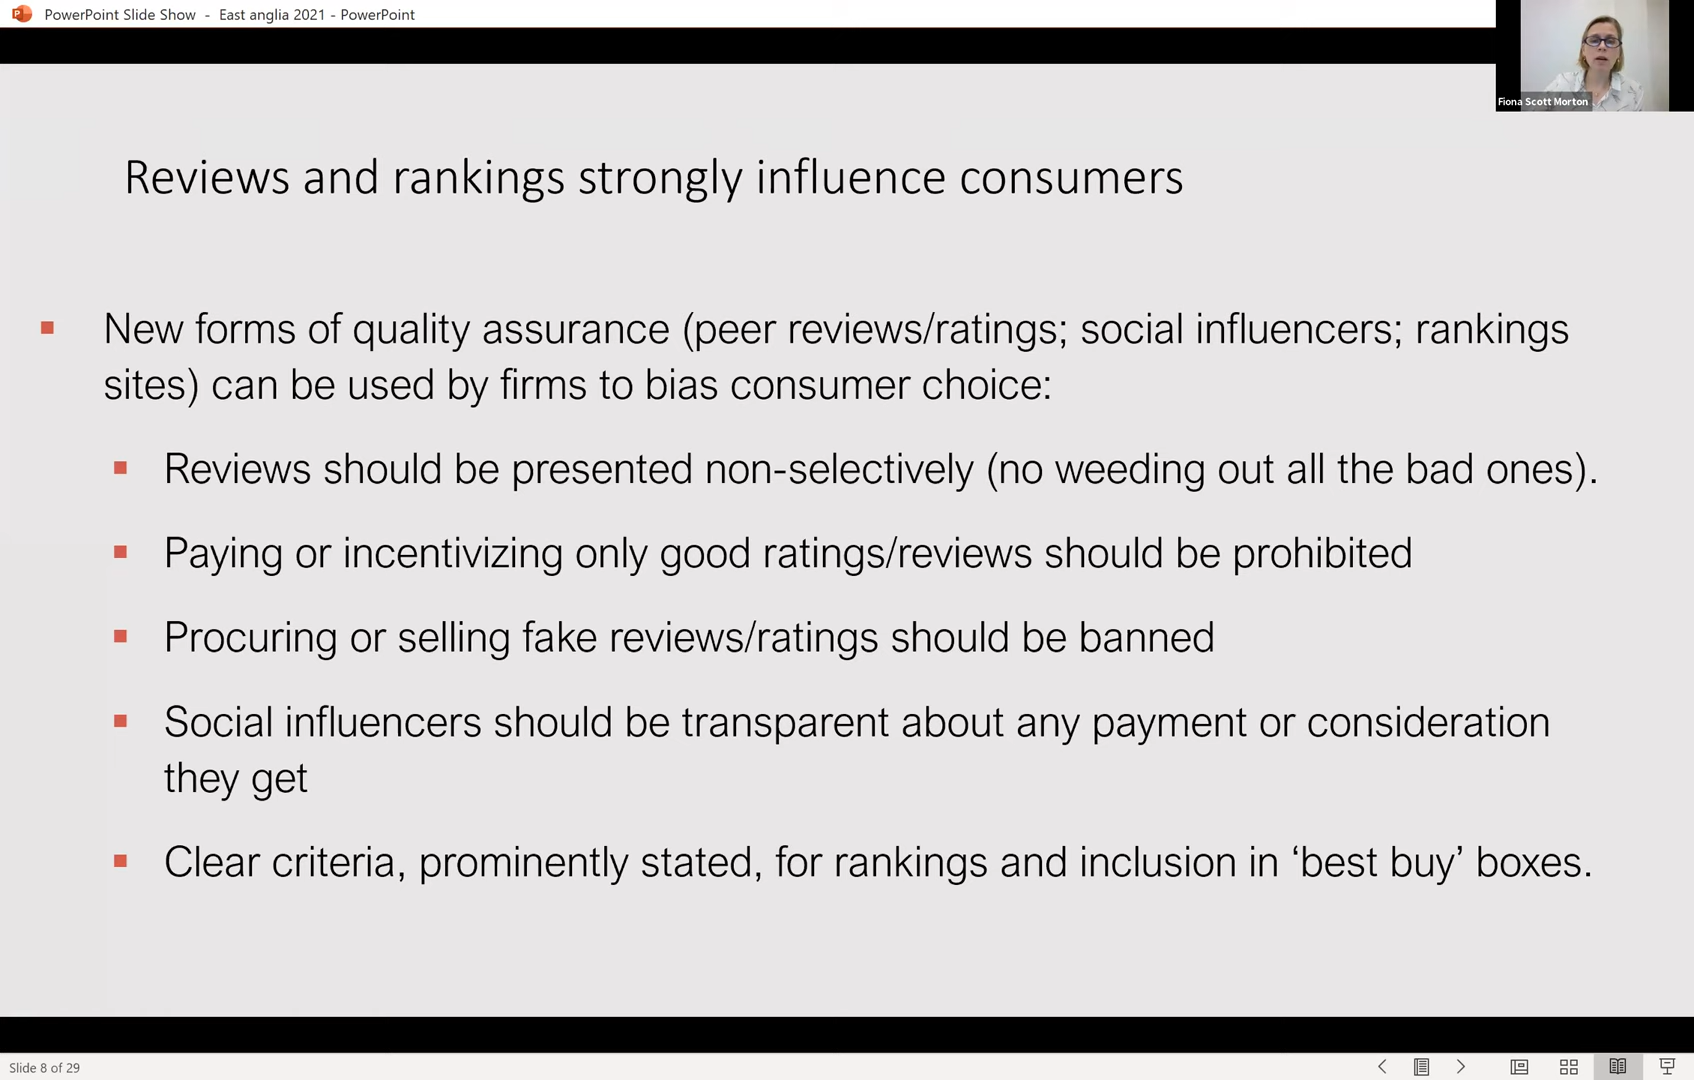 PowerPoint Slide Show - East anglia 2021 - PowerPoint
Fiona Scott Morton
Reviews and rankings strongly influence consumers
New forms of quality assurance (peer reviews/ratings; social influencers; rankings
sites) can be used by firms to bias consumer choice:
Reviews should be presented non-selectively (no weeding out all the bad ones).
Paying or incentivizing only good ratings/reviews should be prohibited
Procuring or selling fake reviews/ratings should be banned
Social influencers should be transparent about any payment or consideration
they get
Clear criteria, prominently stated, for rankings and inclusion in ‘best buy’ boxes.
Slide 8 of 29